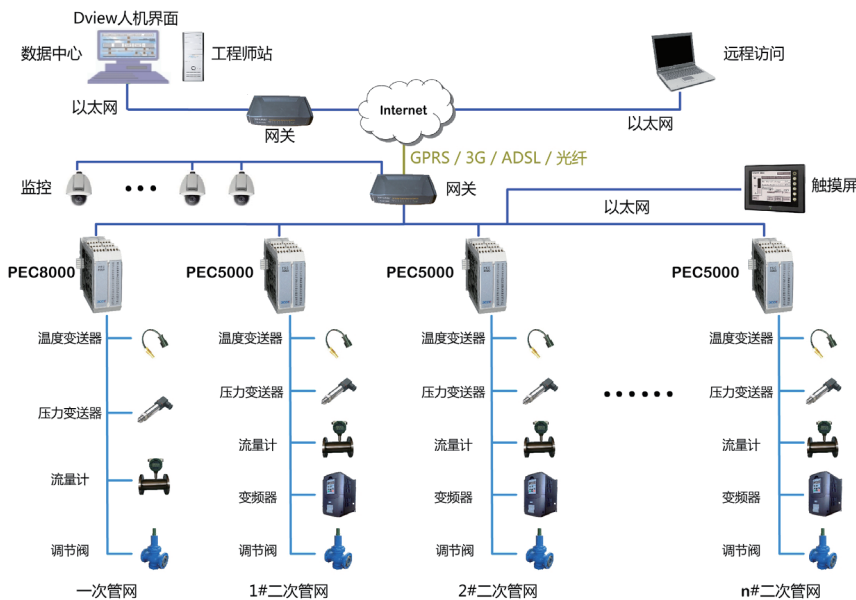 Dview人机界面
数据中心
工程师站
远程访问
以太网
网关
Internet
以太网
GPRS / 3G / ADSL / 光纤
监控
网关
触摸屏
以太网
PEC8000
PEC5000
PEC5000
PEC5000
温度变送器
温度变送器
温度变送器
温度变送器
压力变送器
压力变送器
压力变送器
压力变送器
流量计
流量计
流量计
流量计
变频器
变频器
变频器
调节阀
调节阀
调节阀
调节阀
一次管网
1#二次管网
2#二次管网
n#二次管网